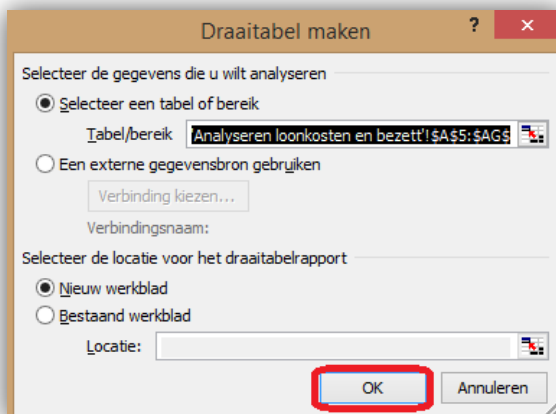 Draaitabel maken
?
×
Selecteer de gegevens die u wilt analyseren
Selecteer een tabel of bereik
Tabel/bereik 'Analyseren loonkosten en bezett'!$A$5:$AG$
Een externe gegevensbron gebruiken
Verbinding kiezen...
Verbindingsnaam:
Selecteer de locatie voor het draaitabelrapport
Nieuw werkblad
Bestaand werkblad
Locatie:
OK Annuleren